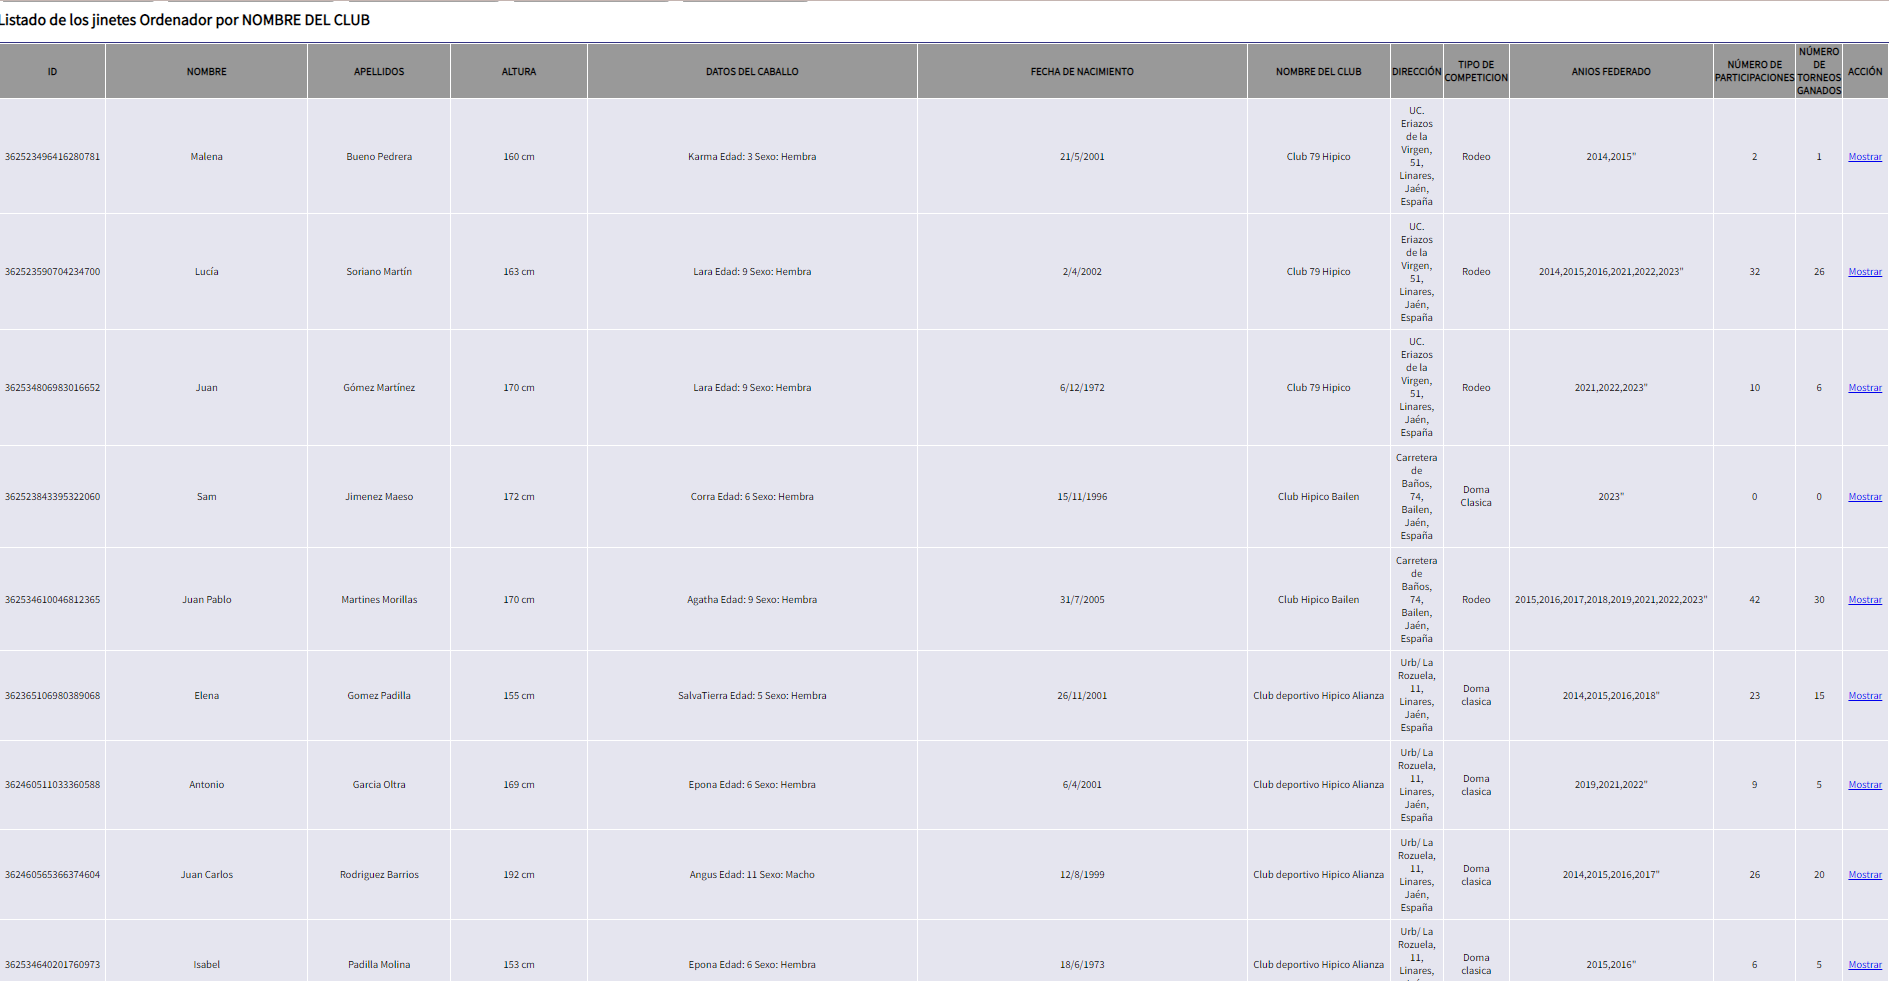 Listado de los jinetes Ordenador por NOMBRE DEL CLUB
ID NOMBRE APELLIDOS ALTURA DATOS DEL CABALLO FECHA DE NACIMIENTO NOMBRE DEL CLUB DIRECCIÓN TIPO DE COMPETICION ANIOS FEDERADO NÚMERO DE PARTICIPACIONES NÚMERO DE TORNEOS GANADOS ACCIÓN
362523496416280781 Malena Bueno Pedrera 160 cm Karma Edad: 3 Sexo: Hembra 21/5/2001 Club 79 Hipico UC. Eriazos de la Virgen, 51, Linares, Jaén, España Rodeo 2014,2015" 2 1 Mostrar
362523590704234700 Lucía Soriano Martín 163 cm Lara Edad: 9 Sexo: Hembra 2/4/2002 Club 79 Hipico UC. Eriazos de la Virgen, 51, Linares, Jaén, España Rodeo 2014,2015,2016,2021,2022,2023" 32 26 Mostrar
362534806983016652 Juan Gómez Martínez 170 cm Lara Edad: 9 Sexo: Hembra 6/12/1972 Club 79 Hipico UC. Eriazos de la Virgen, 51, Linares, Jaén, España Rodeo 2021,2022,2023" 10 6 Mostrar
362523843395322060 Sam Jimenez Maeso 172 cm Corra Edad: 6 Sexo: Hembra 15/11/1996 Club Hipico Bailen Carretera de Baños, 74, Bailen, Jaén, España Doma Clasica 2023" 0 0 Mostrar
362534610046812365 Juan Pablo Martines Morillas 170 cm Agatha Edad: 9 Sexo: Hembra 31/7/2005 Club Hipico Bailen Carretera de Baños, 74, Bailen, Jaén, España Rodeo 2015,2016,2017,2018,2019,2021,2022,2023" 42 30 Mostrar
362365106980389068 Elena Gomez Padilla 155 cm SalvaTierra Edad: 5 Sexo: Hembra 26/11/2001 Club deportivo Hipico Alianza Urb/ La Rozuela, 11, Linares, Jaén, España Doma clasica 2014,2015,2016,2018" 23 15 Mostrar
362460511033360588 Antonio Garcia Oltra 169 cm Epona Edad: 6 Sexo: Hembra 6/4/2001 Club deportivo Hipico Alianza Urb/ La Rozuela, 11, Linares, Jaén, España Doma clasica 2019,2021,2022" 9 5 Mostrar
362460565366374604 Juan Carlos Rodriguez Barrios 192 cm Angus Edad: 11 Sexo: Macho 12/8/1999 Club deportivo Hipico Alianza Urb/ La Rozuela, 11, Linares, Jaén, España Doma clasica 2014,2015,2016,2017" 26 20 Mostrar
362534640201760973 Isabel Padilla Molina 153 cm Epona Edad: 6 Sexo: Hembra 18/6/1973 Club deportivo Hipico Alianza Urb/ La Rozuela, 11, Linares, Doma clasica 2015,2016" 6 5 Mostrar